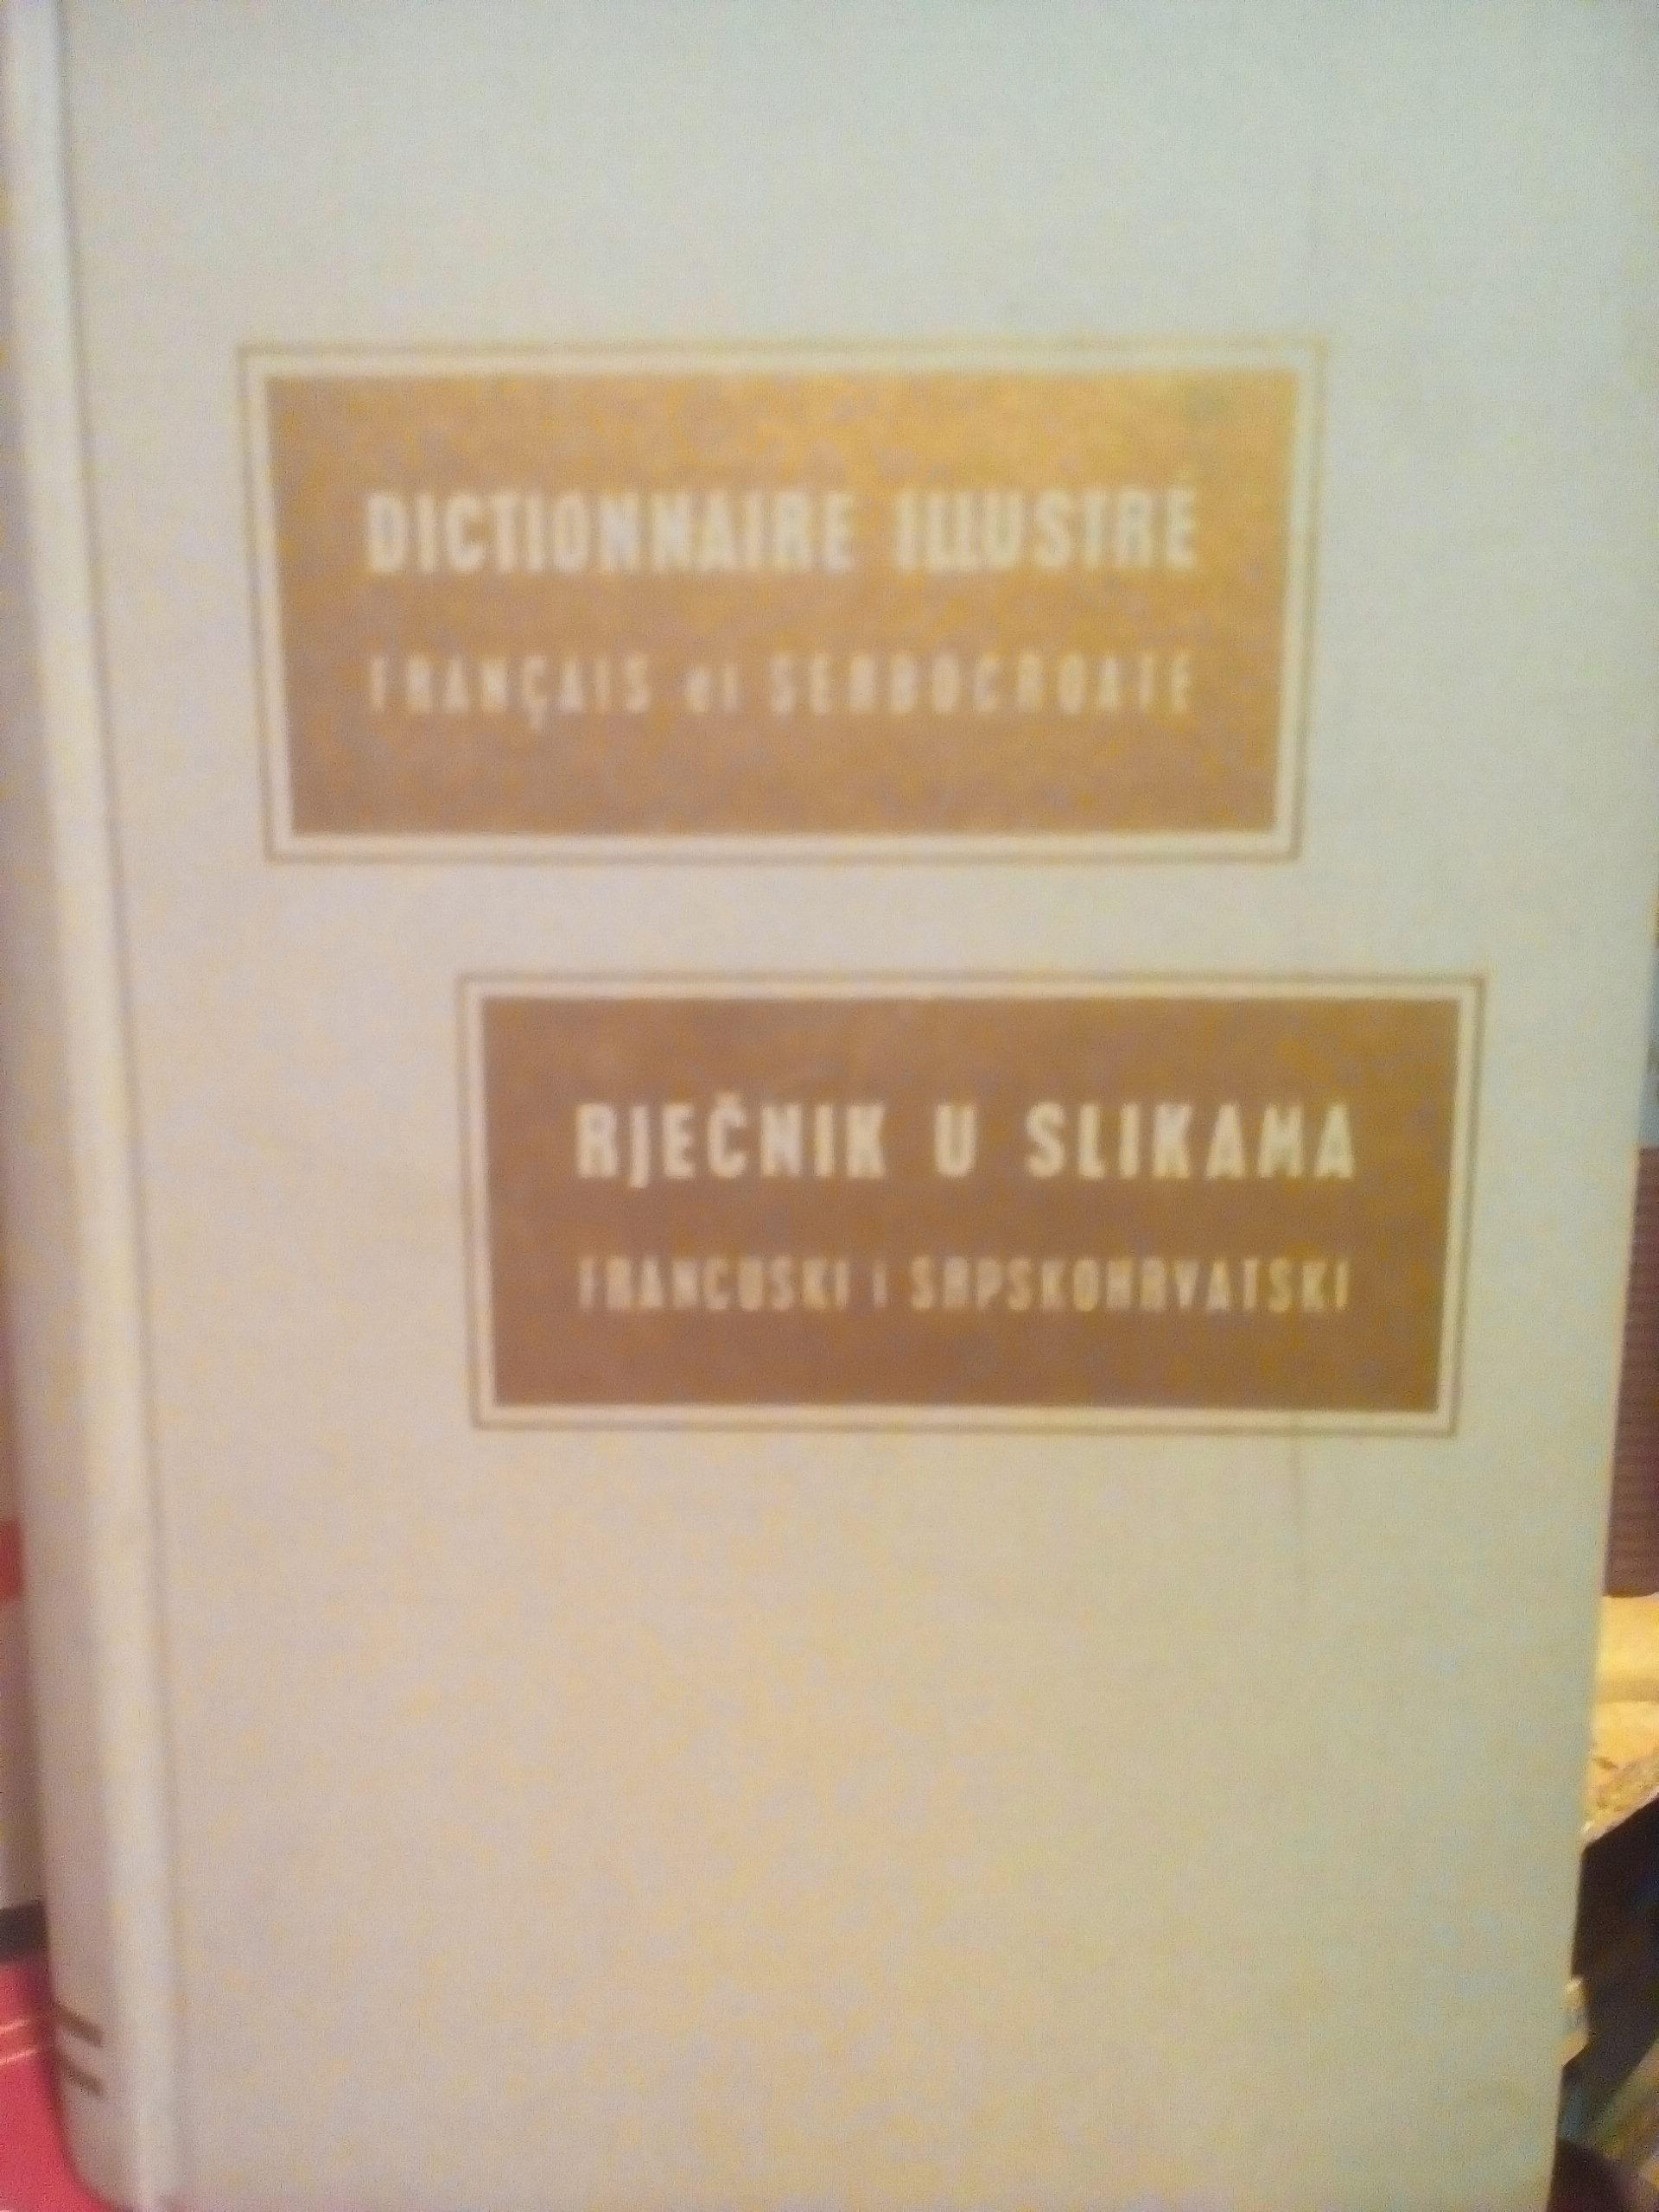 DICTIONNAIRE ILLUSTRÉ
FRANÇAIS et SERBOCROATE
RJEČNIK U SLIKAMA
FRANCUSKI I SRPSKOHRVATSKI